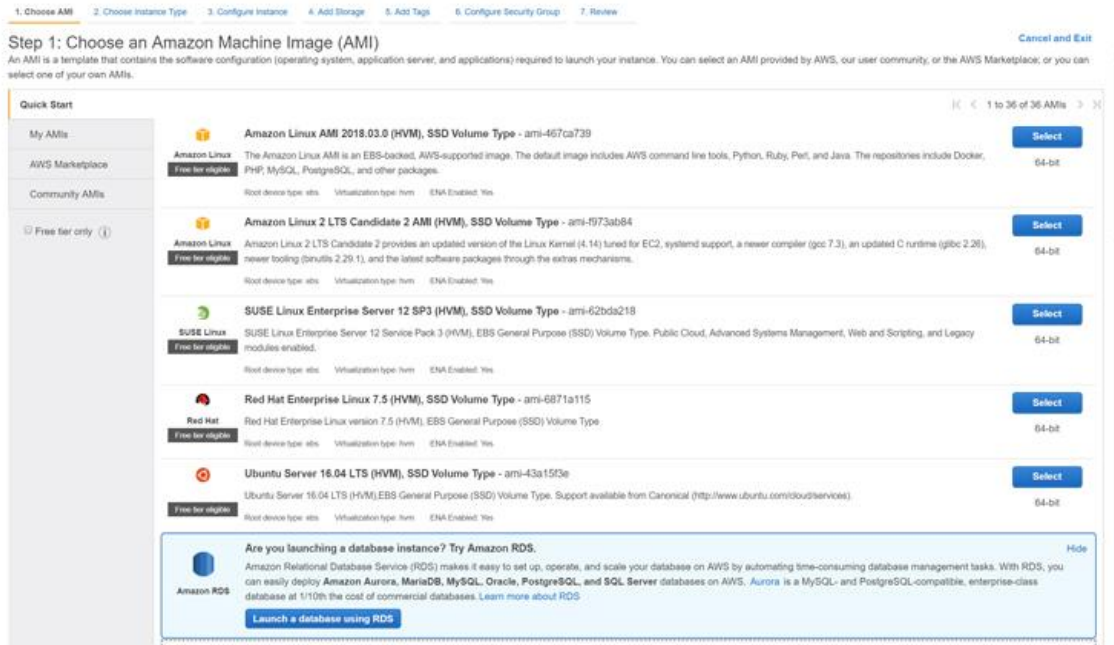 1. Choose AMI 2. Choose Instance Type 3. Configure Instance 4. Add Storage 5. Add Tags 6. Configure Security Group 7. Review
Step 1: Choose an Amazon Machine Image (AMI)
Cancel and Exit
An AMI is a template that contains the software configuration (operating system, application server, and applications) required to launch your instance. You can select an AMI provided by AWS, our user community, or the AWS Marketplace; or you can
select one of your own AMIs.
Quick Start
1 to 36 of 36 AMIs
My AMIs
AWS Marketplace
Community AMIs
Free tier only
Amazon Linux
Free tier eligible
Amazon Linux AMI 2018.03.0 (HVM), SSD Volume Type - ami-467ca739
The Amazon Linux AMI is an EBS-backed, AWS-supported image. The default image includes AWS command line tools, Python, Ruby, Perl, and Java. The repositories include Docker,
PHP, MySQL, PostgreSQL, and other packages.
Root device type: ebs Virtualization type: hvm ENA Enabled: Yes
Select
64-bit
Amazon Linux
Free tier eligible
Amazon Linux 2 LTS Candidate 2 AMI (HVM), SSD Volume Type - ami-f973ab84
Amazon Linux 2 LTS Candidate 2 provides an updated version of the Linux Kernel (4.14) tuned for EC2, systemd support, a newer compiler (gcc 7.3), an updated C runtime (glibc 2.26),
newer tooling (binutils 2.29.1), and the latest software packages through the extras mechanisms.
Root device type: ebs Virtualization type: hvm ENA Enabled: Yes
Select
64-bit
SUSE Linux
Free tier eligible
SUSE Linux Enterprise Server 12 SP3 (HVM), SSD Volume Type - ami-62bda218
SUSE Linux Enterprise Server 12 Service Pack 3 (HVM), EBS General Purpose (SSD) Volume Type. Public Cloud, Advanced Systems Management, Web and Scripting, and Legacy
modules enabled.
Root device type: ebs Virtualization type: hvm ENA Enabled: Yes
Select
64-bit
Red Hat
Free tier eligible
Red Hat Enterprise Linux 7.5 (HVM), SSD Volume Type - ami-6871a115
Red Hat Enterprise Linux version 7.5 (HVM), EBS General Purpose (SSD) Volume Type
Root device type: ebs Virtualization type: hvm ENA Enabled: Yes
Select
64-bit
Free tier eligible
Ubuntu Server 16.04 LTS (HVM), SSD Volume Type - ami-43a15f3e
Ubuntu Server 16.04 LTS (HVM),EBS General Purpose (SSD) Volume Type. Support available from Canonical (http://www.ubuntu.com/cloud/services).
Root device type: ebs Virtualization type: hvm ENA Enabled: Yes
Select
64-bit
Amazon RDS
Are you launching a database instance? Try Amazon RDS.
Hide
Amazon Relational Database Service (RDS) makes it easy to set up, operate, and scale your database on AWS by automating time-consuming database management tasks. With RDS, you
can easily deploy Amazon Aurora, MariaDB, MySQL, Oracle, PostgreSQL, and SQL Server databases on AWS. Aurora is a MySQL- and PostgreSQL-compatible, enterprise-class
database at 1/10th the cost of commercial databases. Learn more about RDS
Launch a database using RDS